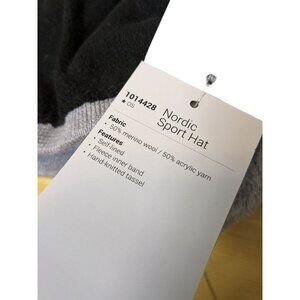 1014428
★ OS
Nordic
Sport Hat
Fabric
• 50% merino wool / 50% acrylic yarn
Features
• Self-lined
• Fleece inner band
• Hand-knitted tassel